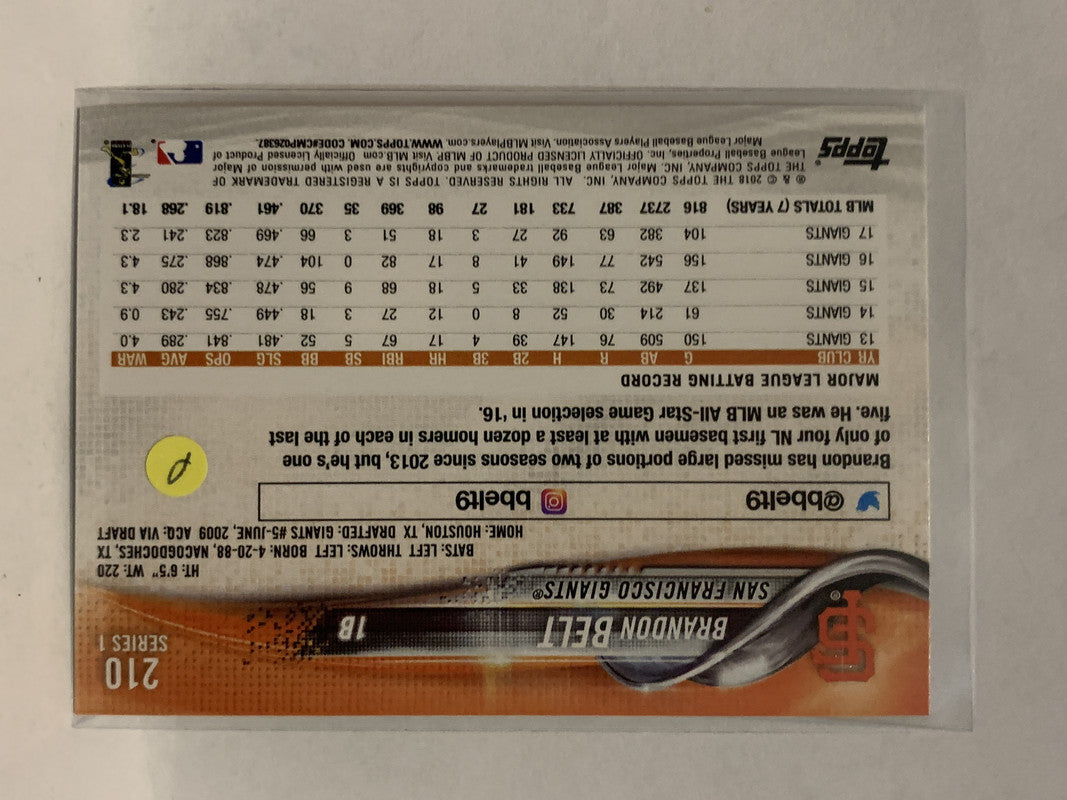 210
SERIES 1
SF
BRANDON BELT 1B
SAN FRANCISCO GIANTS®
HT: 6'5" WT: 220
BATS: LEFT THROWS: LEFT BORN: 4-20-88, NACOGDOCHES, TX
HOME: HOUSTON, TX DRAFTED: GIANTS #5-JUNE, 2009 ACQ: VIA DRAFT
@bbelt9 bbelt9
Brandon has missed large portions of two seasons since 2013, but he's one
of only four NL first basemen with at least a dozen homers in each of the last
five. He was an MLB All-Star Game selection in '16.
MAJOR LEAGUE BATTING RECORD
YR CLUB G AB R H 2B 3B HR RBI SB BB SLG OPS AVG WAR
13 GIANTS 150 509 76 147 39 4 17 67 5 52 .481 .841 .289 4.0
14 GIANTS 61 214 30 52 8 0 12 27 3 18 .449 .755 .243 0.9
15 GIANTS 137 492 73 138 33 5 18 68 9 56 .478 .834 .280 4.3
16 GIANTS 156 542 77 149 41 8 17 82 0 104 .474 .868 .275 4.3
17 GIANTS 104 382 63 92 27 3 18 51 3 66 .469 .823 .241 2.3
MLB TOTALS (7 YEARS) 816 2737 387 733 181 27 98 369 35 370 .461 .819 .268 18.1
® & © 2018 THE TOPPS COMPANY, INC. ALL RIGHTS RESERVED. TOPPS IS A REGISTERED TRADEMARK OF
THE TOPPS COMPANY, INC. Major League Baseball trademarks and copyrights are used with permission of Major
League Baseball Properties, Inc. OFFICIALLY LICENSED PRODUCT OF MLBP. Visit MLB.com. Officially Licensed Product of
Major League Baseball Players Association. Visit MLBPlayers.com. WWW.TOPPS.COM. CODE#CMP026387.
topps